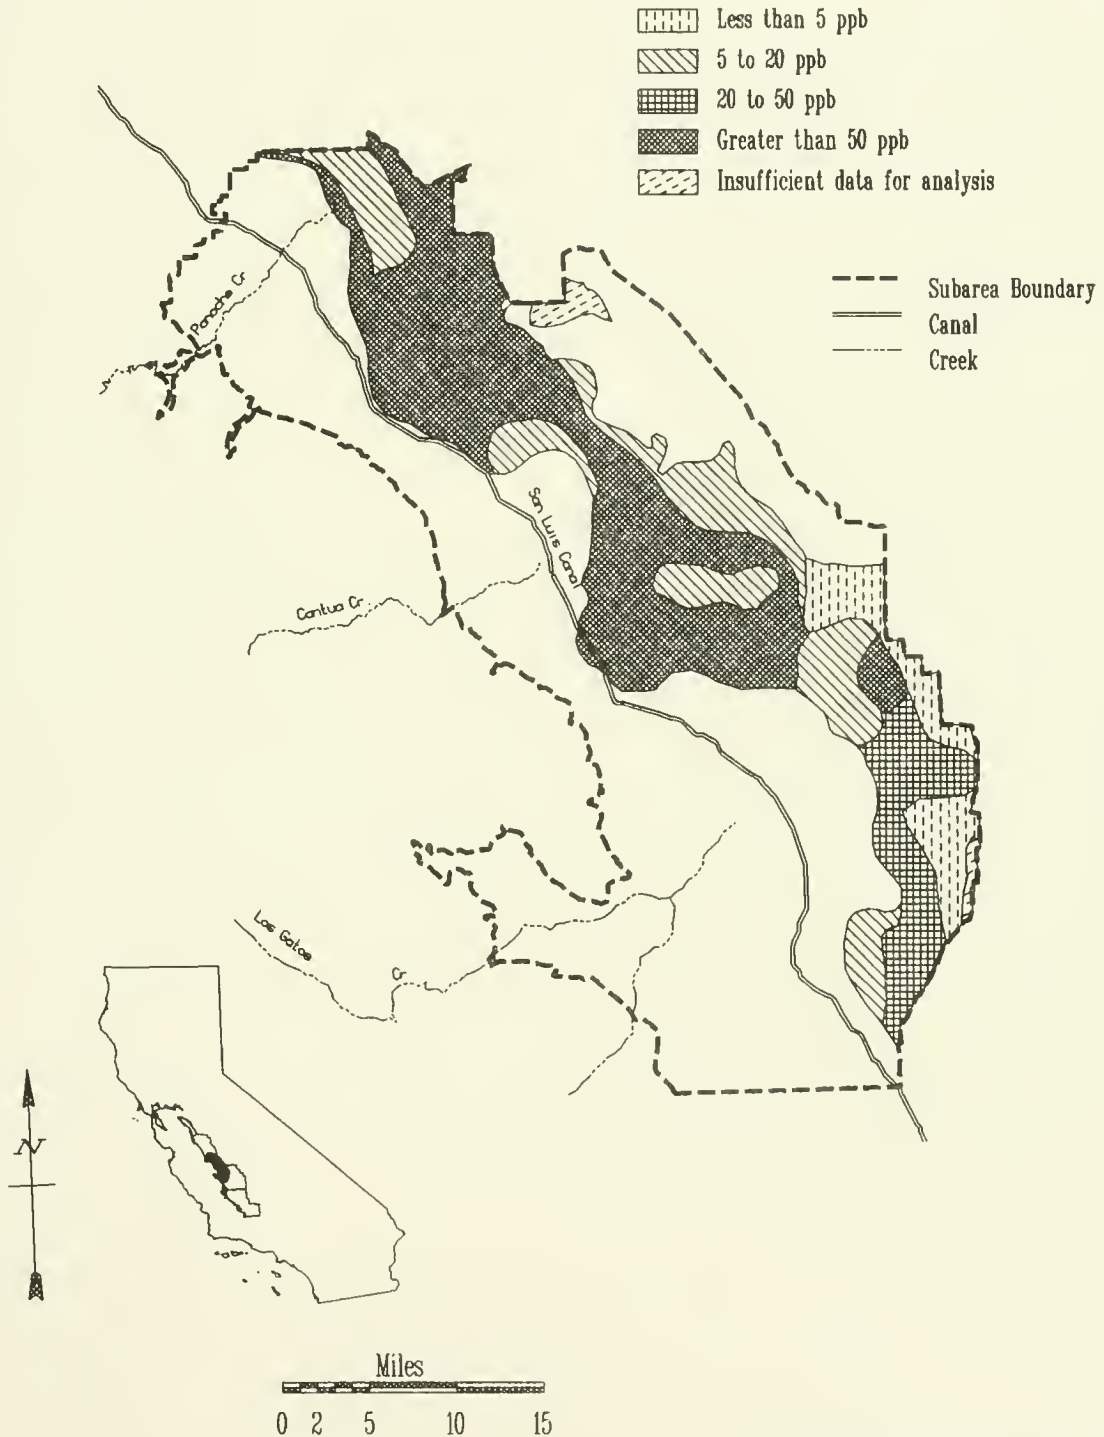 Less than 5 ppb
5 to 20 ppb
20 to 50 ppb
Greater than 50 ppb
Insufficient data for analysis
Subarea Boundary
Canal
Creek
Panoche Cr
San Luis Canal
Cantua Cr
Los Gatos
Cr
N
Miles
0 2 5 10 15